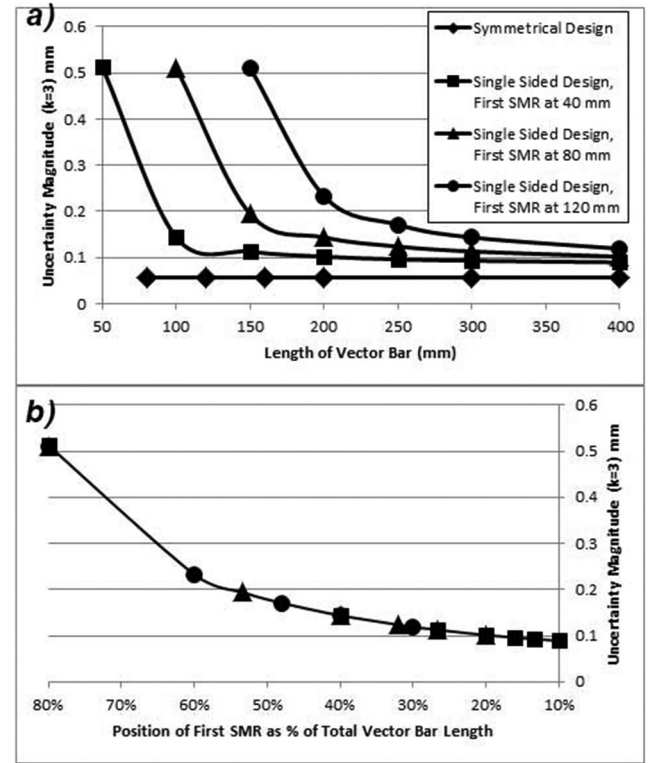 a)
Uncertainty Magnitude (k=3) mm
0.6
0.5
0.4
0.3
0.2
0.1
0
50
100
150
200
250
300
350
400
Length of Vector Bar (mm)
Symmetrical Design
Single Sided Design,
First SMR at 40 mm
Single Sided Design,
First SMR at 80 mm
Single Sided Design,
First SMR at 120 mm
b)
0.6
0.5
0.4
0.3
0.2
0.1
0
Uncertainty Magnitude (k=3) mm
80%
70%
60%
50%
40%
30%
20%
10%
Position of First SMR as % of Total Vector Bar Length